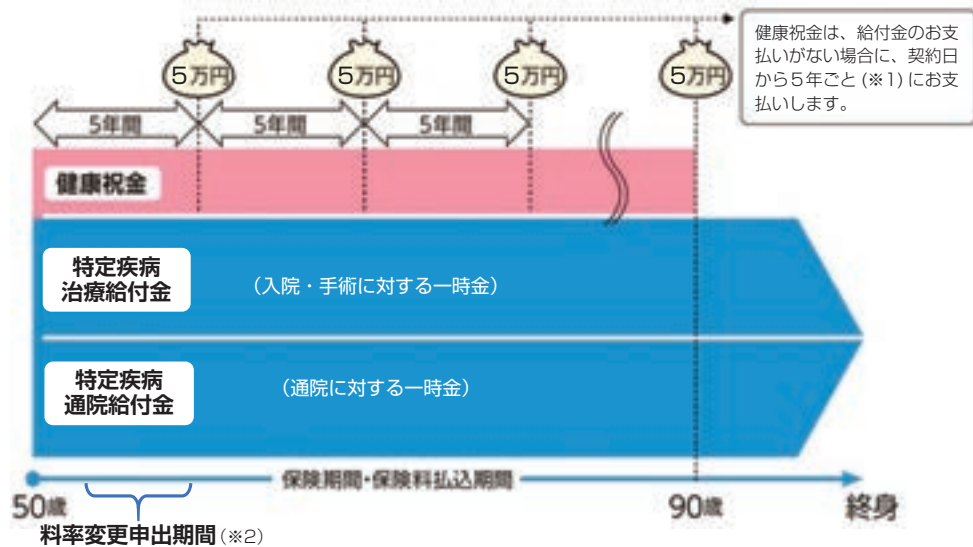 5万円
5万円
5万円
5万円
健康祝金は、給付金のお支
払いがない場合に、契約日
から5年ごと(※1)にお支
払いします。
5年間
5年間
5年間
健康祝金
特定疾病
治療給付金
(入院・手術に対する一時金)
特定疾病
通院給付金
(通院に対する一時金)
保険期間・保険料払込期間
50歳
90歳
終身
料率変更申出期間(※2)